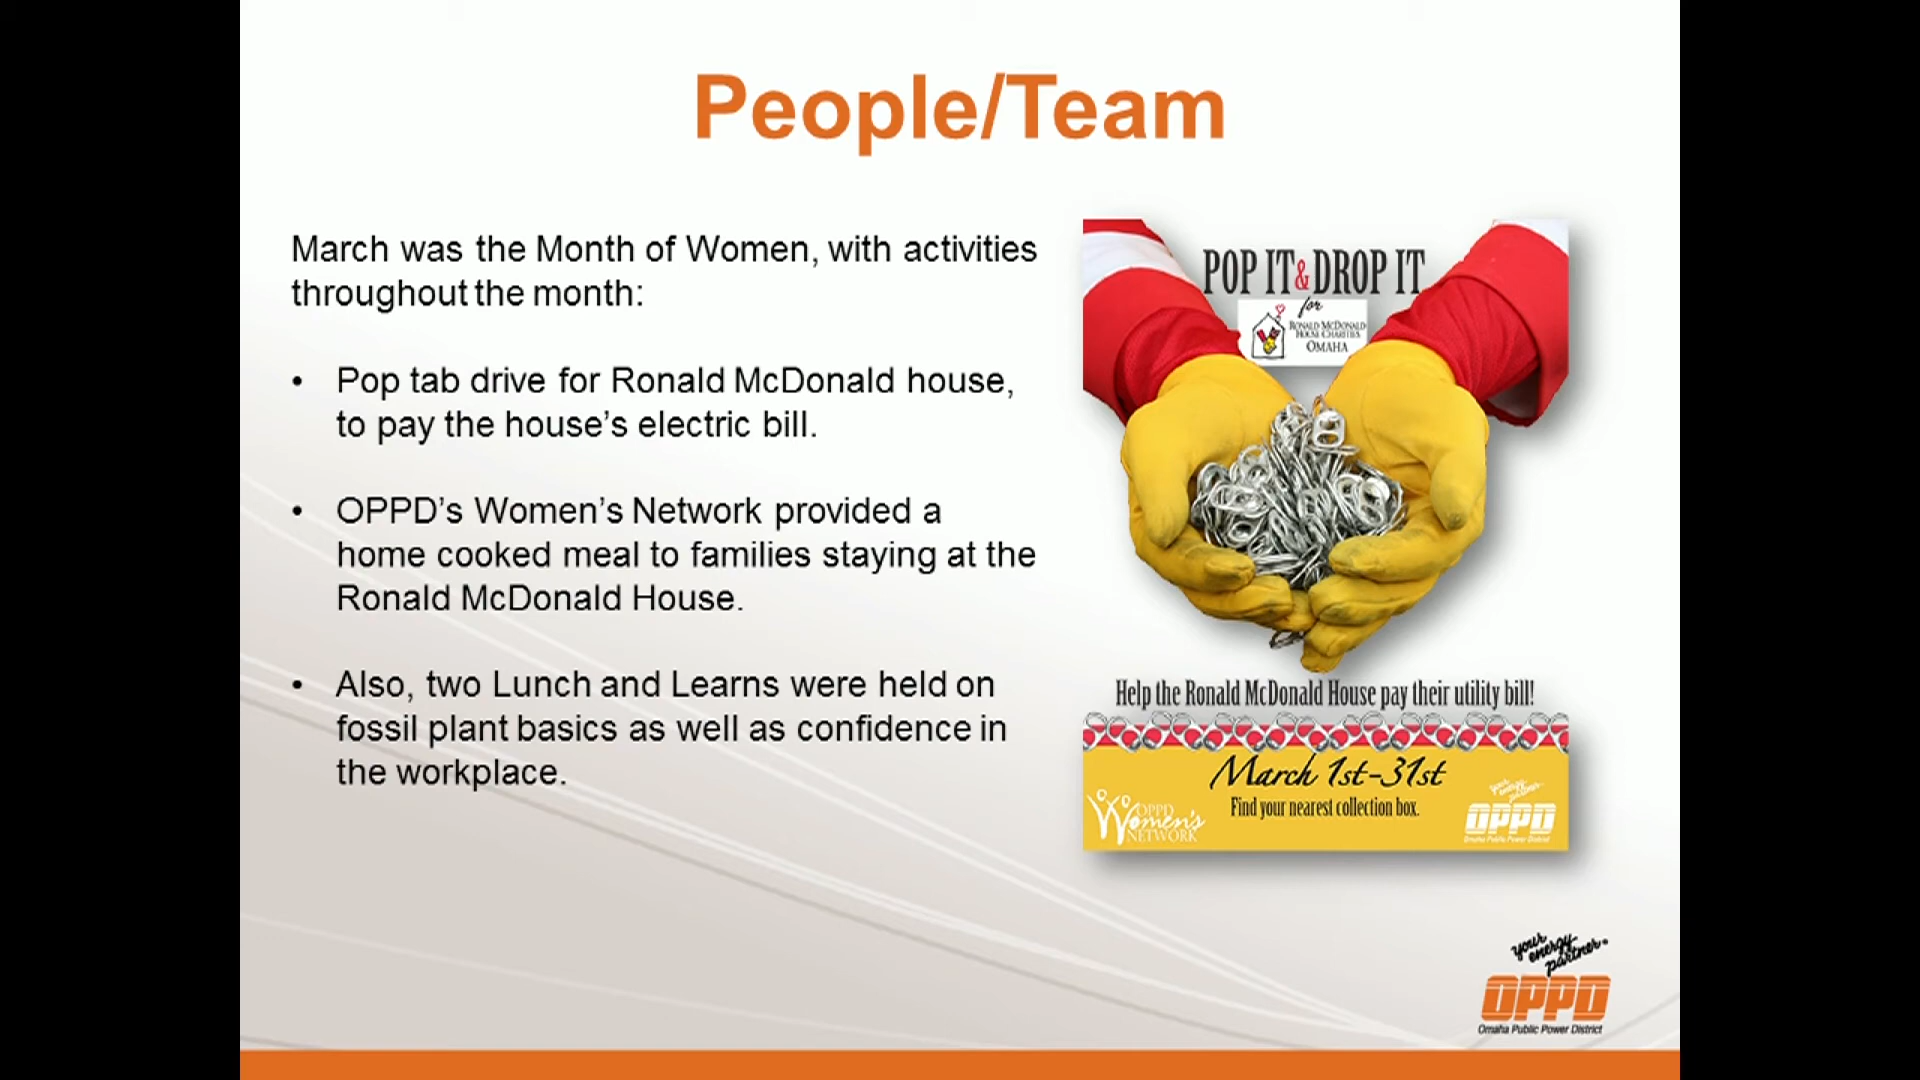 People/Team
March was the Month of Women, with activities
throughout the month:
• Pop tab drive for Ronald McDonald house,
to pay the house’s electric bill.
• OPPD’s Women’s Network provided a
home cooked meal to families staying at the
Ronald McDonald House.
• Also, two Lunch and Learns were held on
fossil plant basics as well as confidence in
the workplace.
POP IT & DROP IT
for
RONALD MCDONALD
HOUSE CHARITIES
OMAHA
Help the Ronald McDonald House pay their utility bill!
March 1st-31st
Find your nearest collection box.
OPPD
Women's
NETWORK
your
energy
partner
OPPD
Omaha Public Power District
your
energy
partner
OPPD
Omaha Public Power District